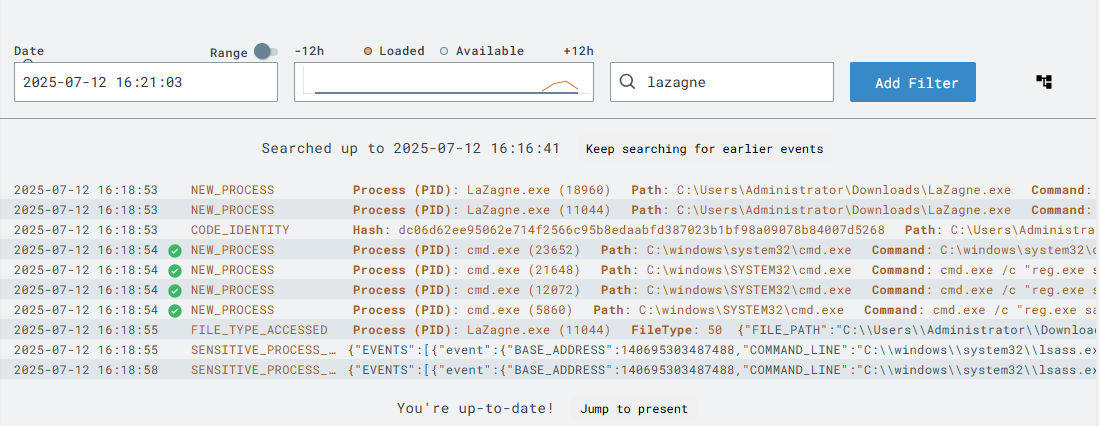 Date Range -12h Loaded Available +12h
2025-07-12 16:21:03 lazagne Add Filter
Searched up to 2025-07-12 16:16:41 Keep searching for earlier events
2025-07-12 16:18:53 NEW_PROCESS Process (PID): LaZagne.exe (18960) Path: C:\Users\Administrator\Downloads\LaZagne.exe Command:
2025-07-12 16:18:53 NEW_PROCESS Process (PID): LaZagne.exe (11044) Path: C:\Users\Administrator\Downloads\LaZagne.exe Command:
2025-07-12 16:18:53 CODE_IDENTITY Hash: dc06d62ee95062e714f2566c95b8edaabfd387023b1bf98a09078b84007d5268 Path: C:\Users\Administra
2025-07-12 16:18:54 NEW_PROCESS Process (PID): cmd.exe (23652) Path: C:\windows\system32\cmd.exe Command: C:\windows\system32\c
2025-07-12 16:18:54 NEW_PROCESS Process (PID): cmd.exe (21648) Path: C:\windows\SYSTEM32\cmd.exe Command: cmd.exe /c "reg.exe s
2025-07-12 16:18:54 NEW_PROCESS Process (PID): cmd.exe (12072) Path: C:\windows\SYSTEM32\cmd.exe Command: cmd.exe /c "reg.exe s
2025-07-12 16:18:54 NEW_PROCESS Process (PID): cmd.exe (5860) Path: C:\windows\SYSTEM32\cmd.exe Command: cmd.exe /c "reg.exe sa
2025-07-12 16:18:55 FILE_TYPE_ACCESSED Process (PID): LaZagne.exe (11044) FileType: 50 {"FILE_PATH":"C:\\Users\\Administrator\\Downloa
2025-07-12 16:18:55 SENSITIVE_PROCESS_… {"EVENTS":[{"event":{"BASE_ADDRESS":140695303487488,"COMMAND_LINE":"C:\\windows\\system32\\lsass.ex
2025-07-12 16:18:58 SENSITIVE_PROCESS_… {"EVENTS":[{"event":{"BASE_ADDRESS":140695303487488,"COMMAND_LINE":"C:\\windows\\system32\\lsass.ex
You're up-to-date! Jump to present